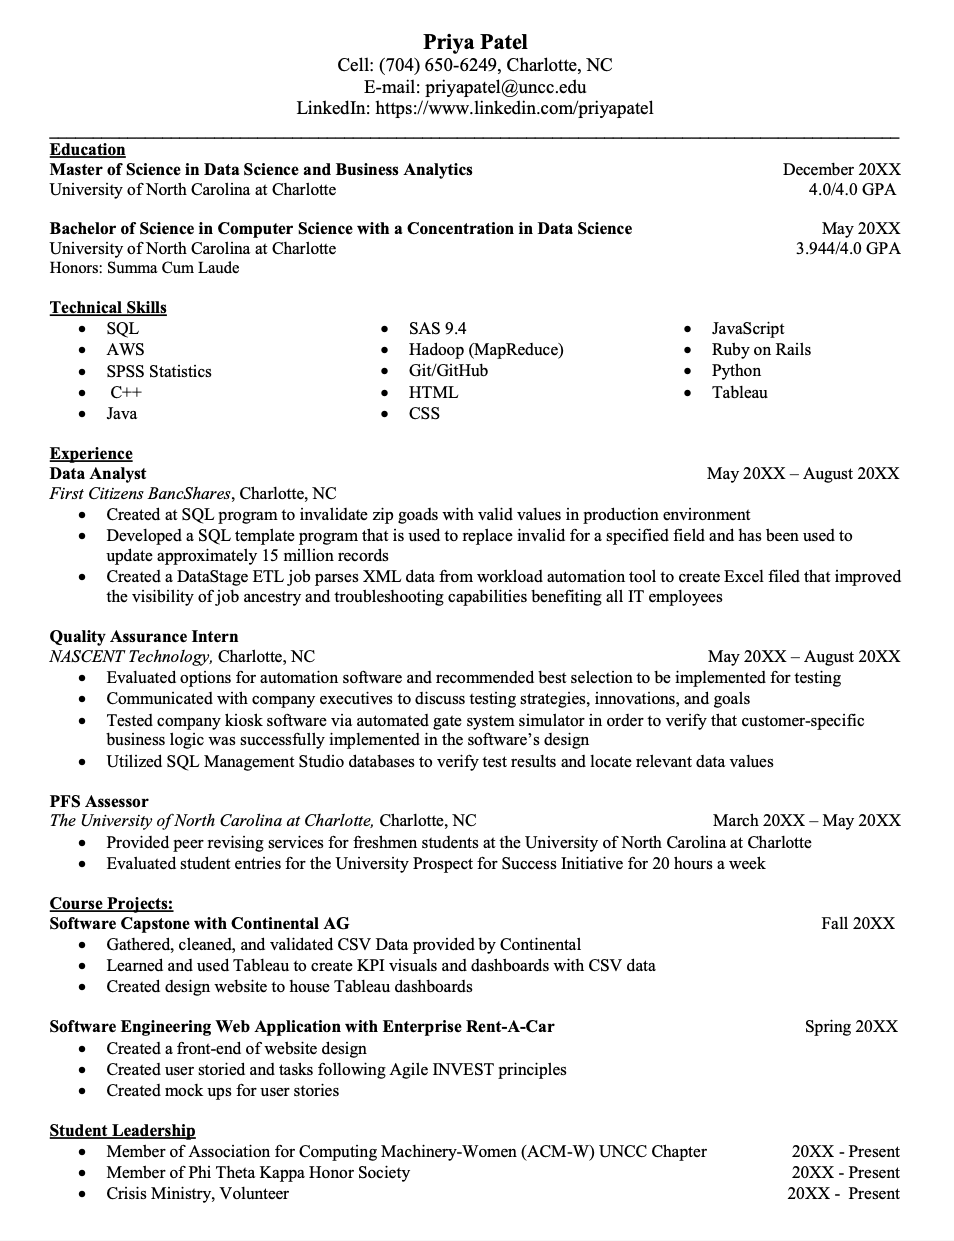 Priya Patel
Cell: (704) 650-6249, Charlotte, NC
E-mail: priyapatel@uncc.edu
LinkedIn: https://www.linkedin.com/priyapatel
Education
Master of Science in Data Science and Business Analytics December 20XX
University of North Carolina at Charlotte 4.0/4.0 GPA
Bachelor of Science in Computer Science with a Concentration in Data Science May 20XX
University of North Carolina at Charlotte 3.944/4.0 GPA
Honors: Summa Cum Laude
Technical Skills
• SQL • SAS 9.4 • JavaScript
• AWS • Hadoop (MapReduce) • Ruby on Rails
• SPSS Statistics • Git/GitHub • Python
• C++ • HTML • Tableau
• Java • CSS
Experience
Data Analyst May 20XX – August 20XX
First Citizens BancShares, Charlotte, NC
• Created at SQL program to invalidate zip goads with valid values in production environment
• Developed a SQL template program that is used to replace invalid for a specified field and has been used to
update approximately 15 million records
• Created a DataStage ETL job parses XML data from workload automation tool to create Excel filed that improved
the visibility of job ancestry and troubleshooting capabilities benefiting all IT employees
Quality Assurance Intern
NASCENT Technology, Charlotte, NC May 20XX – August 20XX
• Evaluated options for automation software and recommended best selection to be implemented for testing
• Communicated with company executives to discuss testing strategies, innovations, and goals
• Tested company kiosk software via automated gate system simulator in order to verify that customer-specific
business logic was successfully implemented in the software’s design
• Utilized SQL Management Studio databases to verify test results and locate relevant data values
PFS Assessor
The University of North Carolina at Charlotte, Charlotte, NC March 20XX – May 20XX
• Provided peer revising services for freshmen students at the University of North Carolina at Charlotte
• Evaluated student entries for the University Prospect for Success Initiative for 20 hours a week
Course Projects:
Software Capstone with Continental AG Fall 20XX
• Gathered, cleaned, and validated CSV Data provided by Continental
• Learned and used Tableau to create KPI visuals and dashboards with CSV data
• Created design website to house Tableau dashboards
Software Engineering Web Application with Enterprise Rent-A-Car Spring 20XX
• Created a front-end of website design
• Created user storied and tasks following Agile INVEST principles
• Created mock ups for user stories
Student Leadership
• Member of Association for Computing Machinery-Women (ACM-W) UNCC Chapter 20XX - Present
• Member of Phi Theta Kappa Honor Society 20XX - Present
• Crisis Ministry, Volunteer 20XX - Present